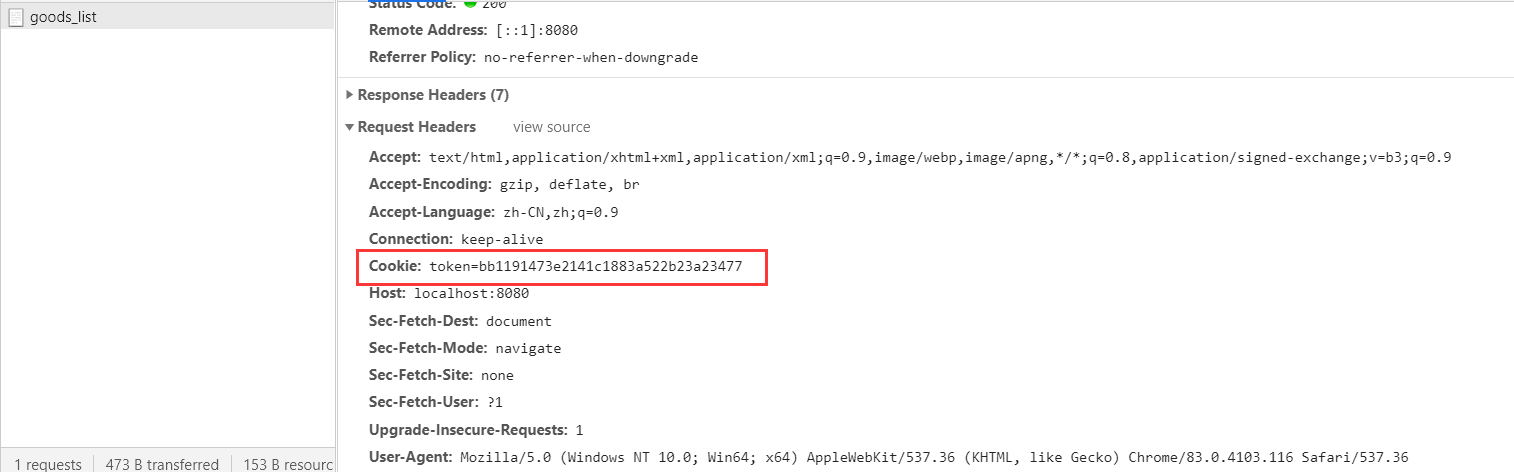 goods_list
Status Code: 200
Remote Address: [::1]:8080
Referrer Policy: no-referrer-when-downgrade
Response Headers (7)
Request Headers view source
Accept: text/html,application/xhtml+xml,application/xml;q=0.9,image/webp,image/apng,*/*;q=0.8,application/signed-exchange;v=b3;q=0.9
Accept-Encoding: gzip, deflate, br
Accept-Language: zh-CN,zh;q=0.9
Connection: keep-alive
Cookie: token=bb1191473e2141c1883a522b23a23477
Host: localhost:8080
Sec-Fetch-Dest: document
Sec-Fetch-Mode: navigate
Sec-Fetch-Site: none
Sec-Fetch-User: ?1
Upgrade-Insecure-Requests: 1
User-Agent: Mozilla/5.0 (Windows NT 10.0; Win64; x64) AppleWebKit/537.36 (KHTML, like Gecko) Chrome/83.0.4103.116 Safari/537.36
1 requests 473 B transferred 153 B resourc